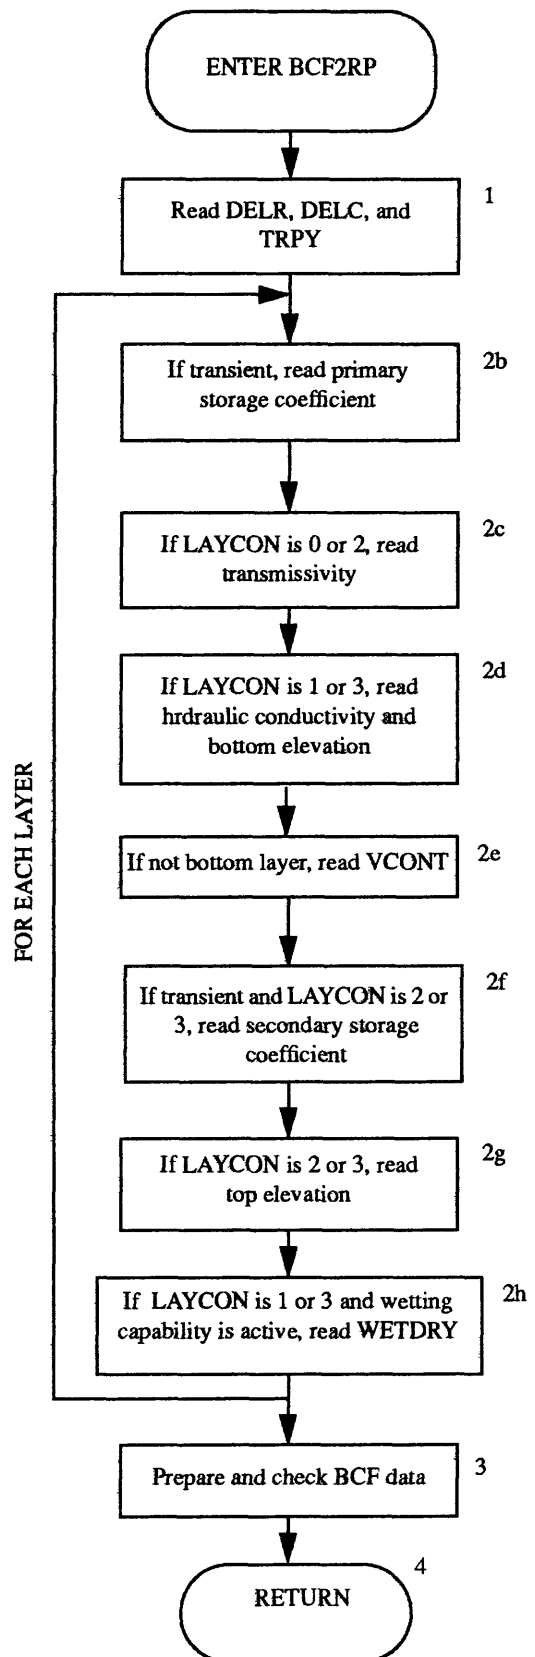 ENTER BCF2RP
1
Read DELR, DELC, and
TRPY
2b
If transient, read primary
storage coefficient
2c
If LAYCON is 0 or 2, read
transmissivity
2d
If LAYCON is 1 or 3, read
hrdraulic conductivity and
bottom elevation
FOR EACH LAYER
If not bottom layer, read VCONT
2e
2f
If transient and LAYCON is 2 or
3, read secondary storage
coefficient
2g
If LAYCON is 2 or 3, read
top elevation
2h
If LAYCON is 1 or 3 and wetting
capability is active, read WETDRY
3
Prepare and check BCF data
4
RETURN